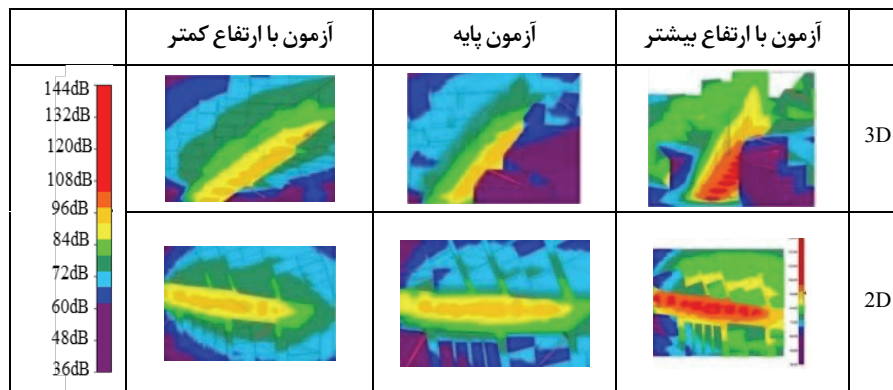 آزمون با ارتفاع بیشتر
آزمون پایه
آزمون با ارتفاع کمتر
3D
144dB
132dB
120dB
108dB
96dB
84dB
72dB
60dB
48dB
36dB
2D